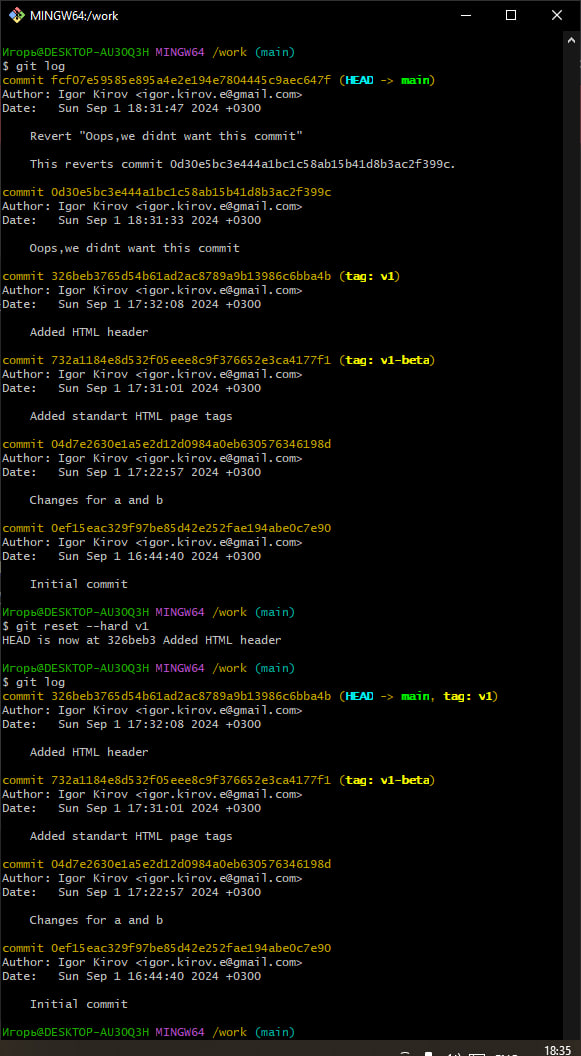 MINGW64:/work
Игорь@DESKTOP-AU3OQ3H MINGW64 /work (main)
$ git log
commit fcf07e59585e895a4e2e194e7804445c9aec647f (HEAD -> main)
Author: Igor Kirov <igor.kirov.e@gmail.com>
Date:   Sun Sep 1 18:31:47 2024 +0300
    Revert "Oops,we didnt want this commit"
    This reverts commit 0d30e5bc3e444a1bc1c58ab15b41d8b3ac2f399c.
commit 0d30e5bc3e444a1bc1c58ab15b41d8b3ac2f399c
Author: Igor Kirov <igor.kirov.e@gmail.com>
Date:   Sun Sep 1 18:31:33 2024 +0300
    Oops,we didnt want this commit
commit 326beb3765d54b61ad2ac8789a9b13986c6bba4b (tag: v1)
Author: Igor Kirov <igor.kirov.e@gmail.com>
Date:   Sun Sep 1 17:32:08 2024 +0300
    Added HTML header
commit 732a1184e8d532f05eee8c9f376652e3ca4177f1 (tag: v1-beta)
Author: Igor Kirov <igor.kirov.e@gmail.com>
Date:   Sun Sep 1 17:31:01 2024 +0300
    Added standart HTML page tags
commit 04d7e2630e1a5e2d12d0984a0eb630576346198d
Author: Igor Kirov <igor.kirov.e@gmail.com>
Date:   Sun Sep 1 17:22:57 2024 +0300
    Changes for a and b
commit 0ef15eac329f97be85d42e252fae194abe0c7e90
Author: Igor Kirov <igor.kirov.e@gmail.com>
Date:   Sun Sep 1 16:44:40 2024 +0300
    Initial commit
Игорь@DESKTOP-AU3OQ3H MINGW64 /work (main)
$ git reset --hard v1
HEAD is now at 326beb3 Added HTML header
Игорь@DESKTOP-AU3OQ3H MINGW64 /work (main)
$ git log
commit 326beb3765d54b61ad2ac8789a9b13986c6bba4b (HEAD -> main, tag: v1)
Author: Igor Kirov <igor.kirov.e@gmail.com>
Date:   Sun Sep 1 17:32:08 2024 +0300
    Added HTML header
commit 732a1184e8d532f05eee8c9f376652e3ca4177f1 (tag: v1-beta)
Author: Igor Kirov <igor.kirov.e@gmail.com>
Date:   Sun Sep 1 17:31:01 2024 +0300
    Added standart HTML page tags
commit 04d7e2630e1a5e2d12d0984a0eb630576346198d
Author: Igor Kirov <igor.kirov.e@gmail.com>
Date:   Sun Sep 1 17:22:57 2024 +0300
    Changes for a and b
commit 0ef15eac329f97be85d42e252fae194abe0c7e90
Author: Igor Kirov <igor.kirov.e@gmail.com>
Date:   Sun Sep 1 16:44:40 2024 +0300
    Initial commit
Игорь@DESKTOP-AU3OQ3H MINGW64 /work (main)
18:35